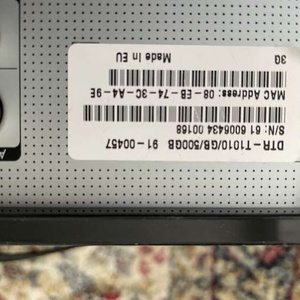 DTR-T1010/GB/500GB 91-00457
S/N: 61 6006434 00168
MAC Address: 08-EB-74-3C-A4-9E
Made In EU 3G